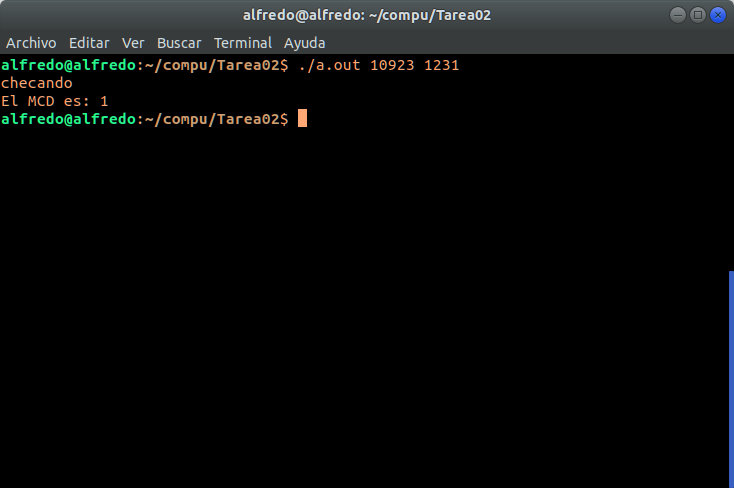 alfredo@alfredo: ~/compu/Tarea02
Archivo Editar Ver Buscar Terminal Ayuda
alfredo@alfredo:~/compu/Tarea02$ ./a.out 10923 1231
checando
El MCD es: 1
alfredo@alfredo:~/compu/Tarea02$